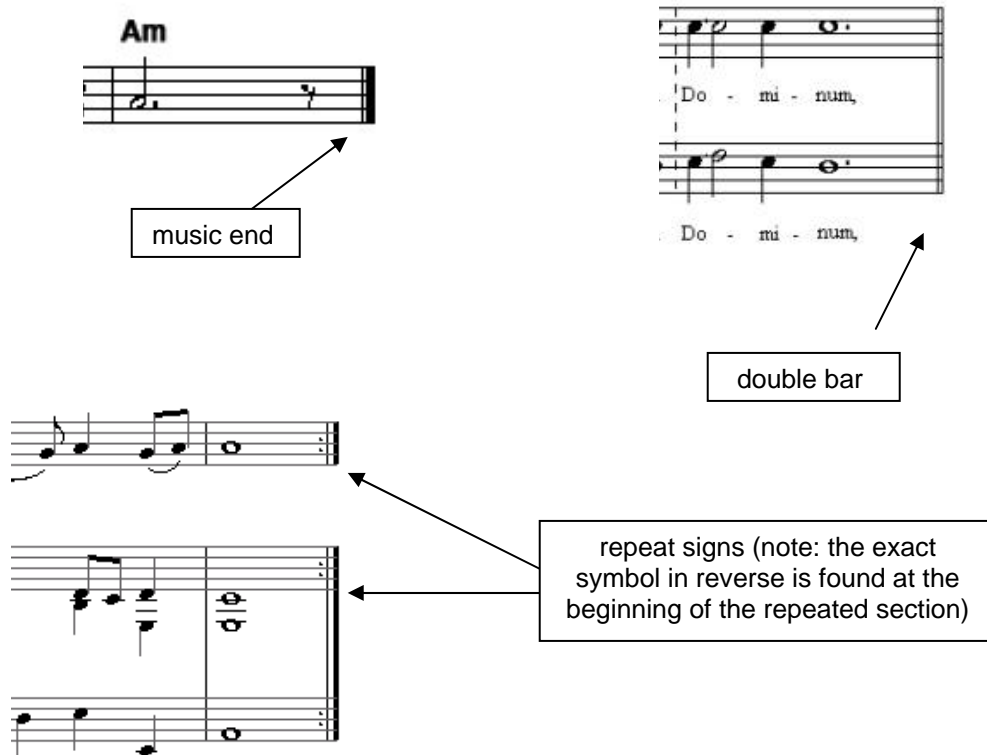 Am
music end
Do - mi - num,
Do - mi - num,
double bar
repeat signs (note: the exact
symbol in reverse is found at the
beginning of the repeated section)